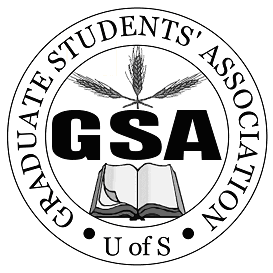 GRADUATE STUDENTS' ASSOCIATION
GSA
• U of S •